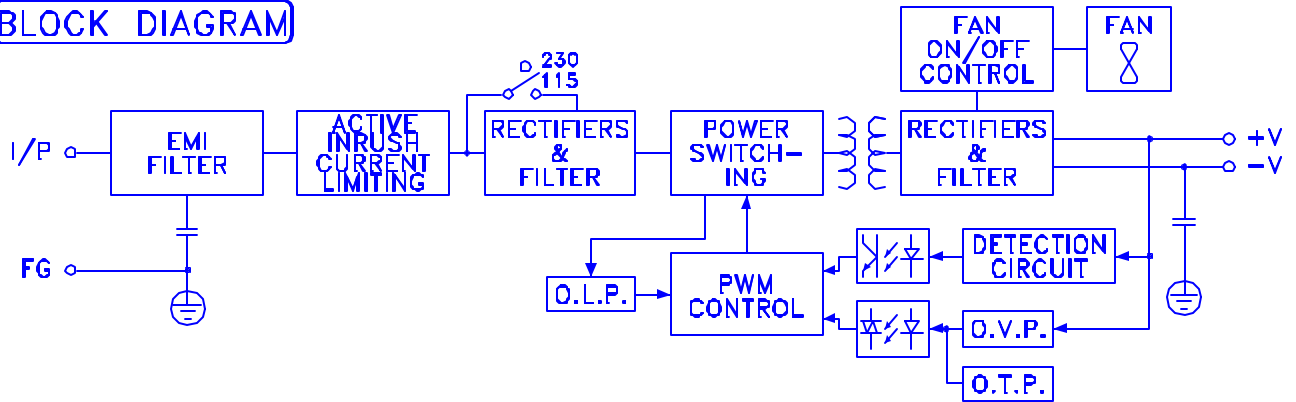 BLOCK DIAGRAM
FAN
ON/OFF
CONTROL
FAN
230
115
I/P
EMI
FILTER
ACTIVE
INRUSH
CURRENT
LIMITING
RECTIFIERS
&
FILTER
POWER
SWITCH-
ING
RECTIFIERS
&
FILTER
+V
-V
FG
O.L.P.
PWM
CONTROL
DETECTION
CIRCUIT
O.V.P.
O.T.P.